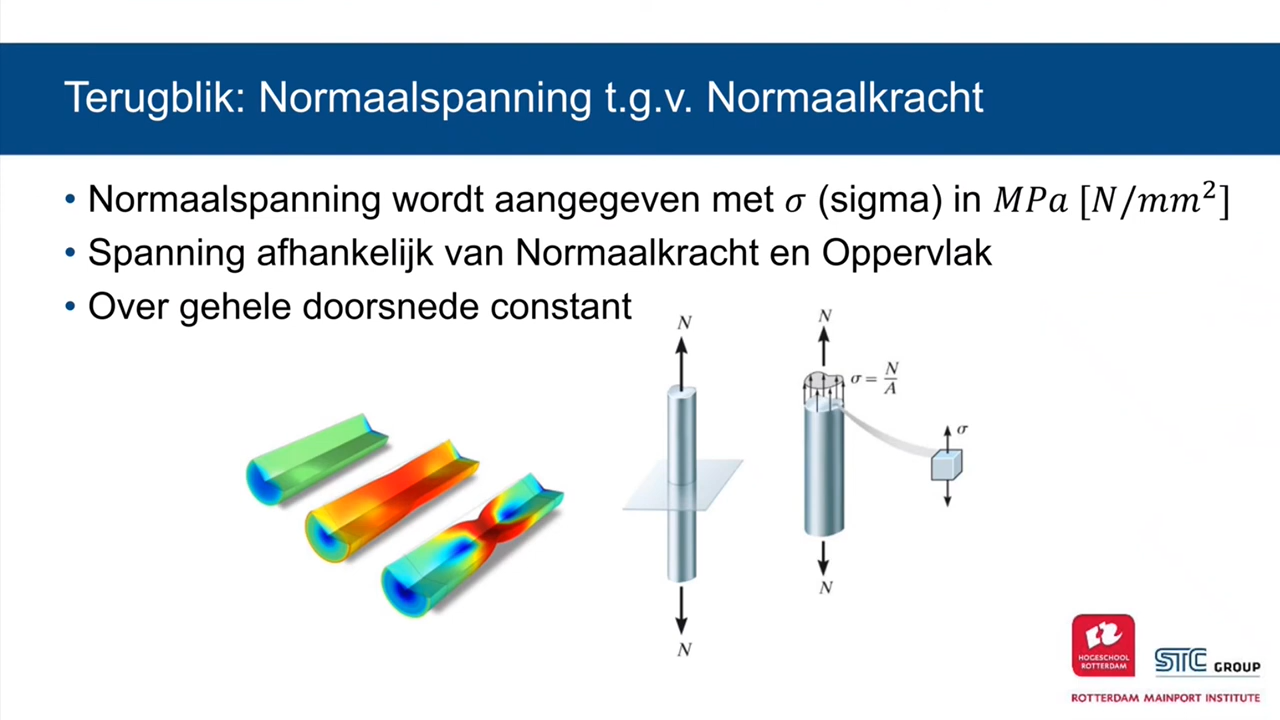 Terugblik: Normaalspanning t.g.v. Normaalkracht
• Normaalspanning wordt aangegeven met σ (sigma) in MPa [N/mm²]
• Spanning afhankelijk van Normaalkracht en Oppervlak
• Over gehele doorsnede constant
N
N
σ = N/A
σ
N
N
HOGESCHOOL
ROTTERDAM
STC GROUP
ROTTERDAM MAINPORT INSTITUTE